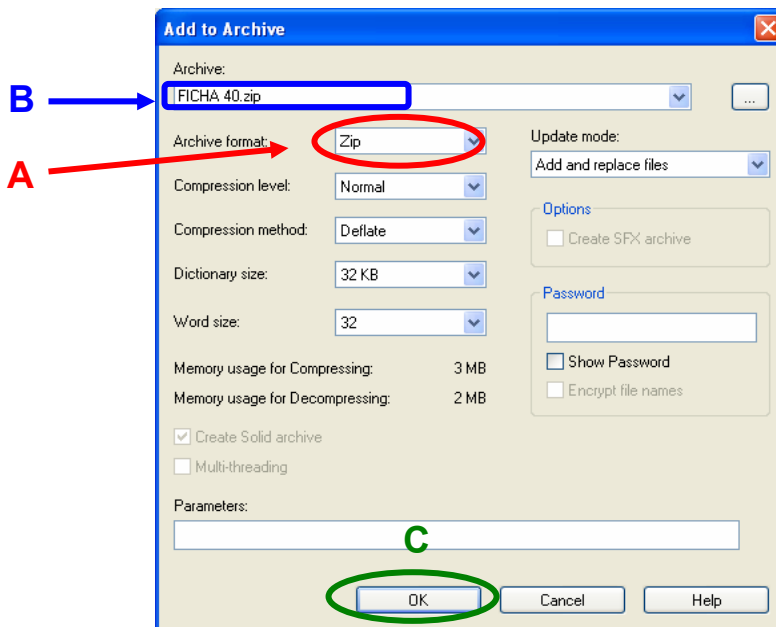 Add to Archive
Archive:
B
FICHA 40.zip
...
Archive format:
Zip
Update mode:
A
Add and replace files
Compression level:
Normal
Options
Compression method:
Deflate
Create SFX archive
Dictionary size:
32 KB
Password
Word size:
32
Memory usage for Compressing:
3 MB
Show Password
Memory usage for Decompressing:
2 MB
Encrypt file names
Create Solid archive
Multi-threading
Parameters:
C
OK
Cancel
Help